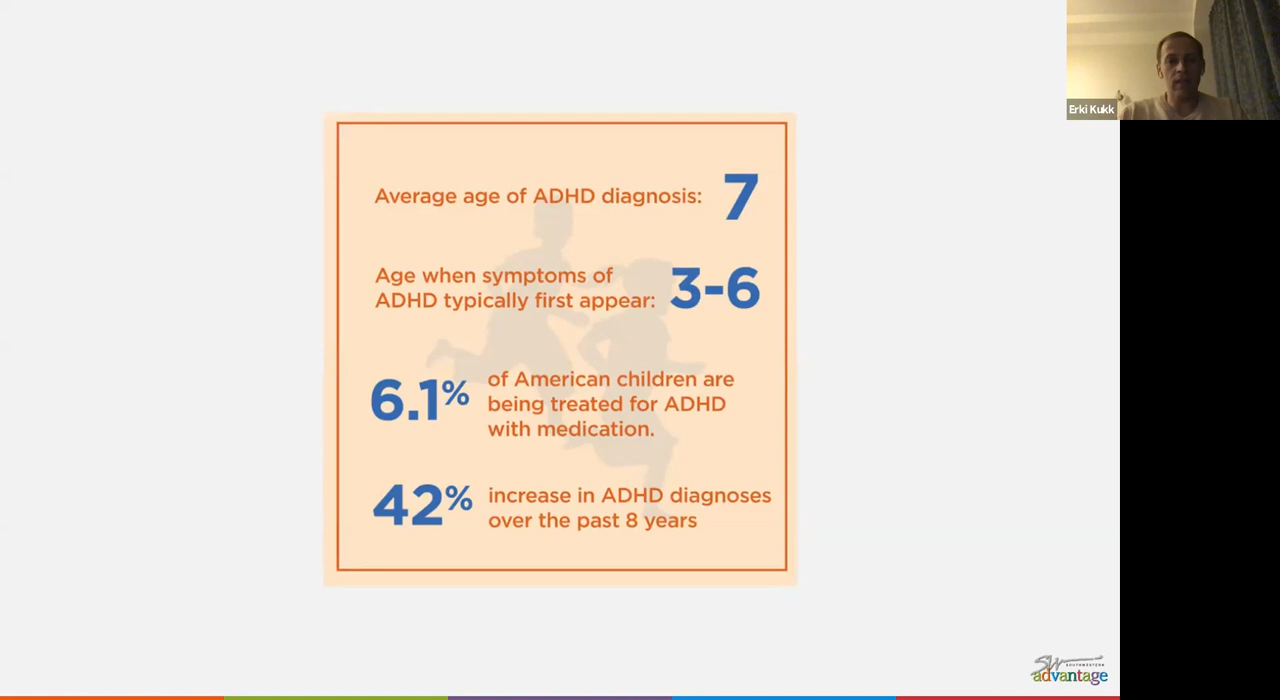 Erki Kukk
Average age of ADHD diagnosis: 7
Age when symptoms of
ADHD typically first appear: 3-6
6.1% of American children are
being treated for ADHD
with medication.
42% increase in ADHD diagnoses
over the past 8 years
SW SOUTHWESTERN
advantage